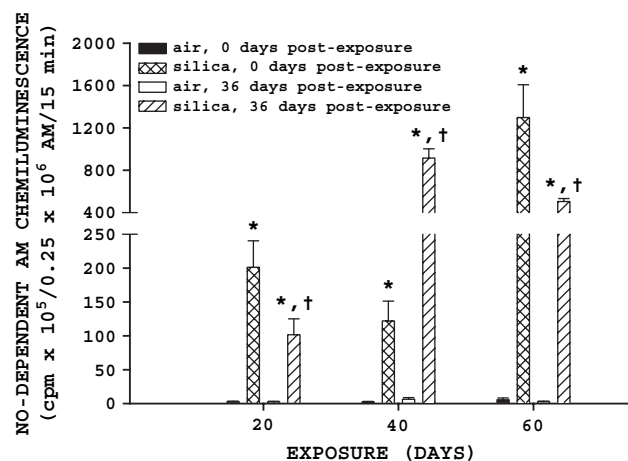 NO-DEPENDENT AM CHEMILUMINESCENCE
(cpm x 10⁵/0.25 x 10⁶ AM/15 min)
2000
1600
1200
800
400
250
200
150
100
50
0
air, 0 days post-exposure
silica, 0 days post-exposure
air, 36 days post-exposure
silica, 36 days post-exposure
*
*,†
*
*,†
*
*,†
20
40
60
EXPOSURE (DAYS)